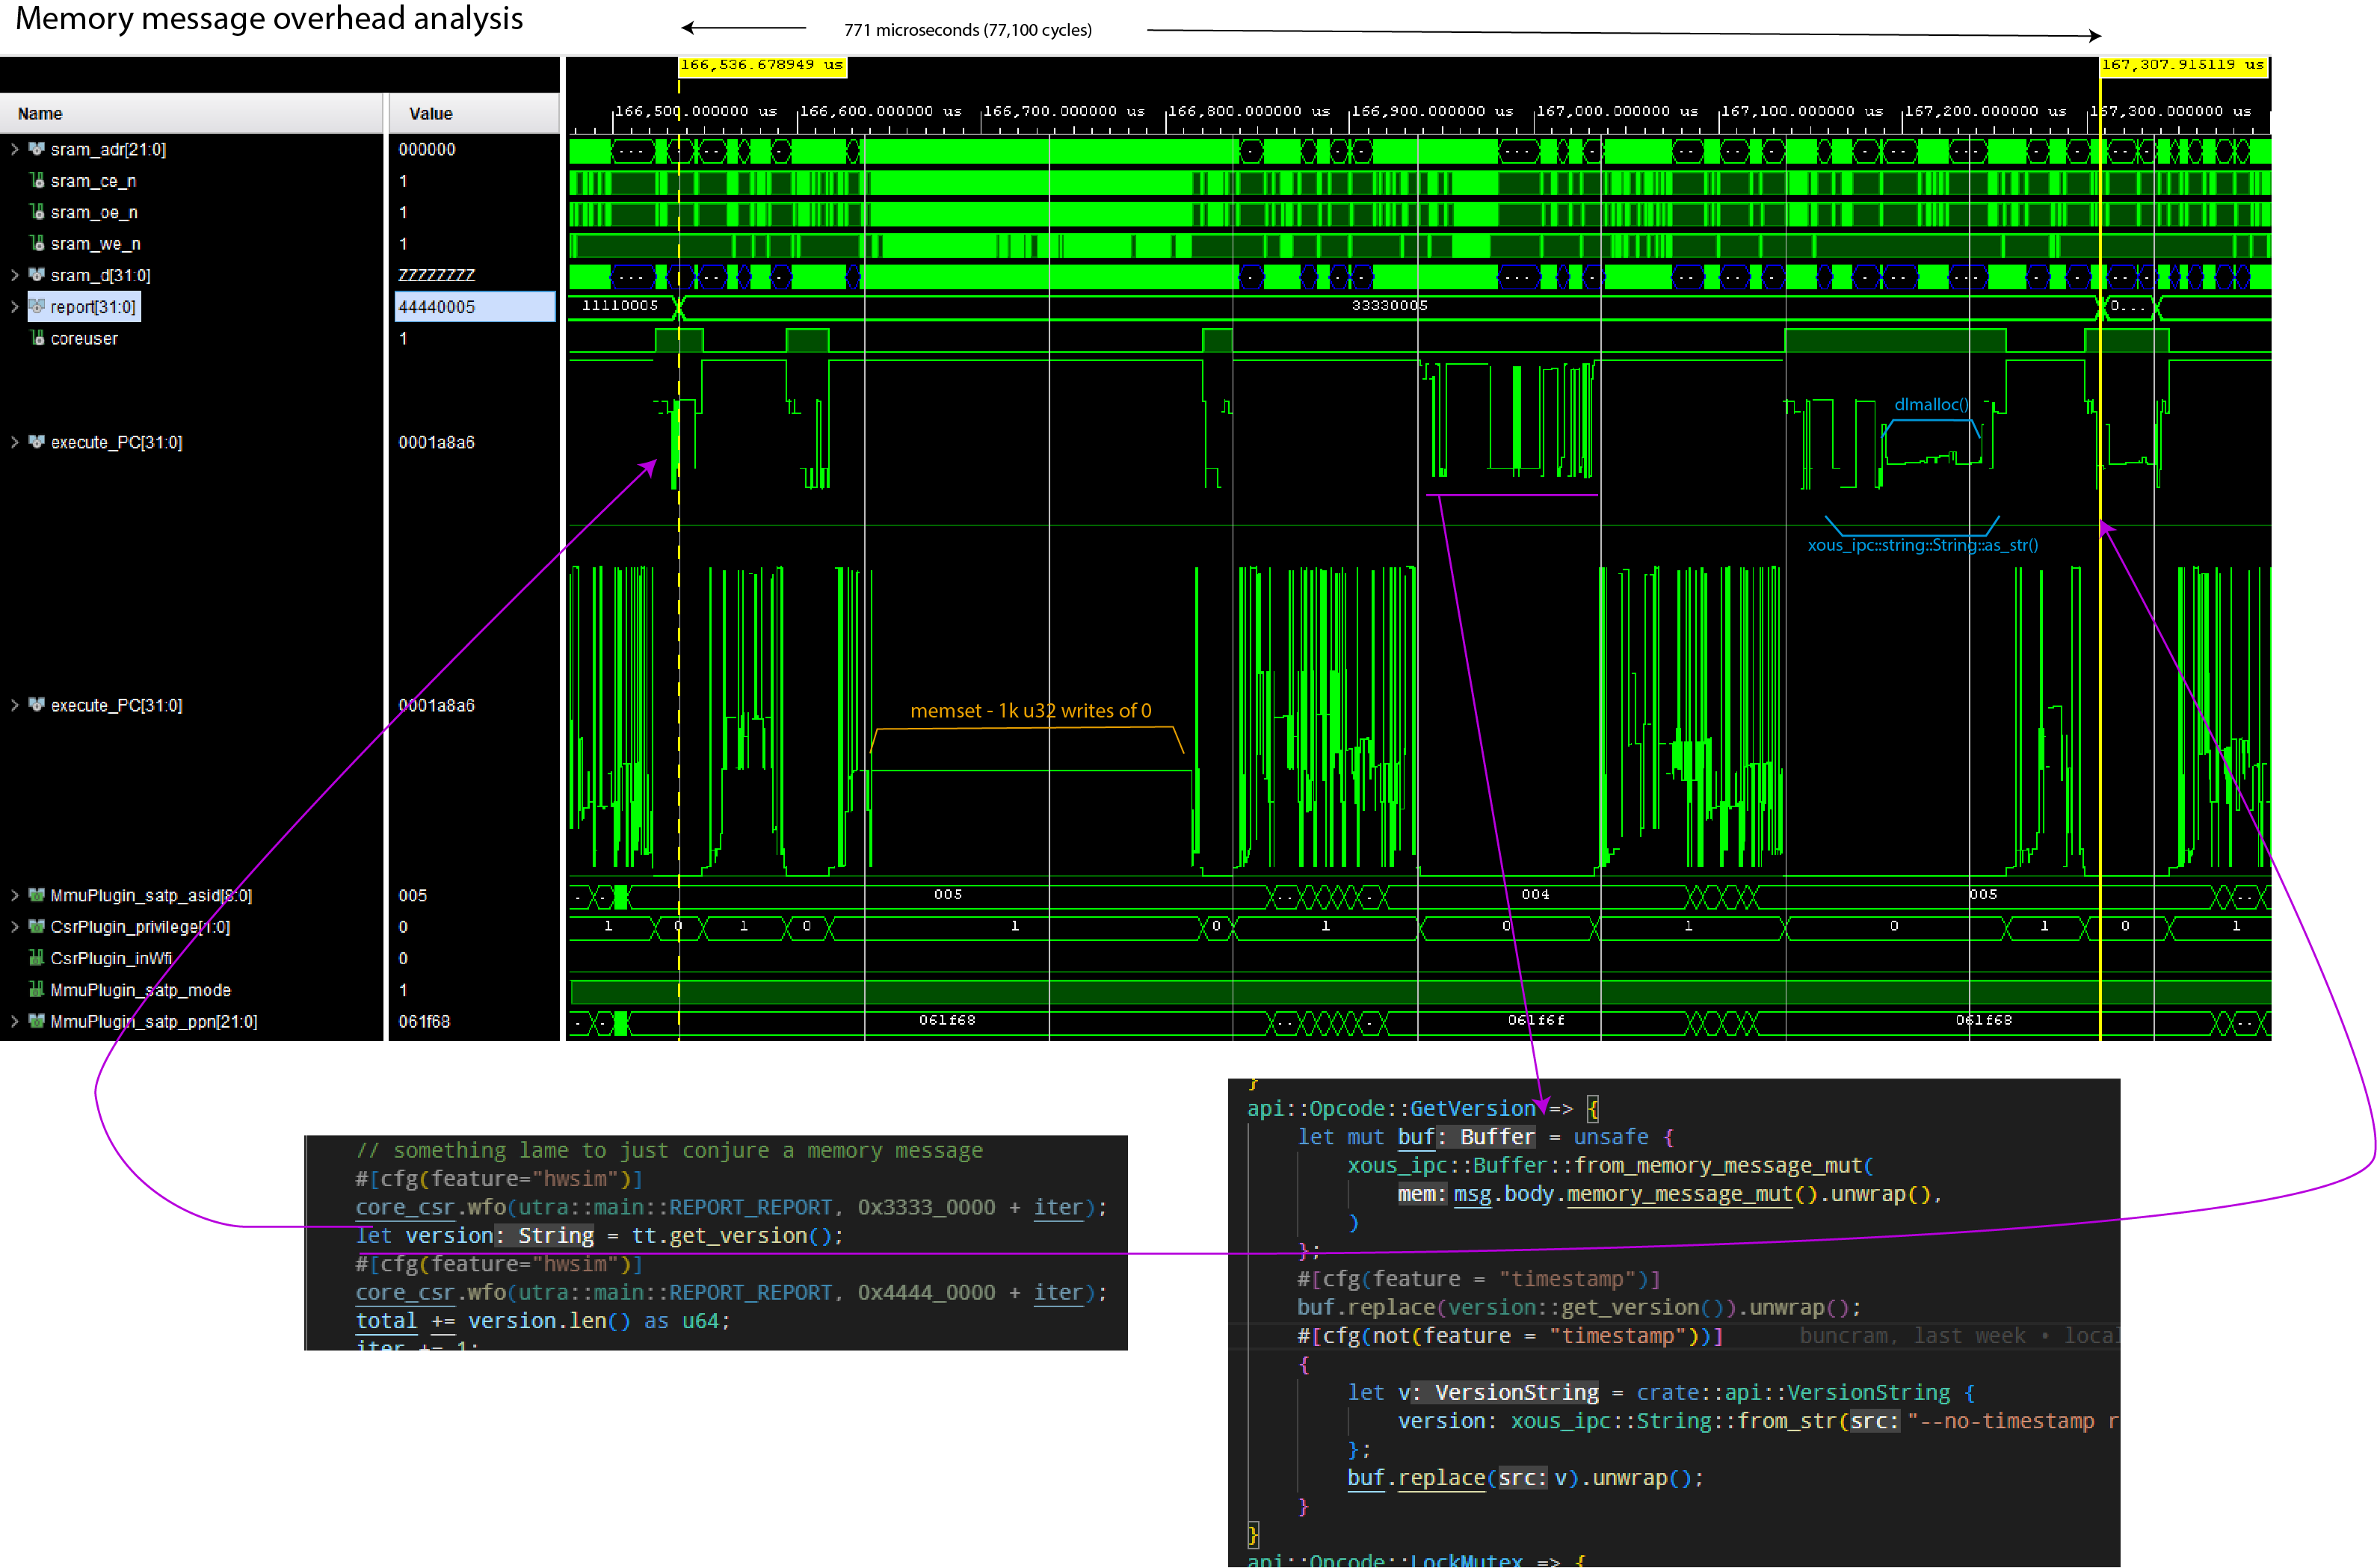 Memory message overhead analysis
771 microseconds (77,100 cycles)
166,536.678949 us
167,307.915119 us
Name
Value
166,500.000000 us
166,600.000000 us
166,700.000000 us
166,800.000000 us
166,900.000000 us
167,000.000000 us
167,100.000000 us
167,200.000000 us
167,300.000000 us
sram_adr[21:0] 000000
sram_ce_n 1
sram_oe_n 1
sram_we_n 1
sram_d[31:0] ZZZZZZZZ
report[31:0] 44440005 11110005 33330005 0...
coreuser 1
dlmalloc()
execute_PC[31:0] 0001a8a6
xous_ipc::string::String::as_str()
execute_PC[31:0] 0001a8a6
memset - 1k u32 writes of 0
MmuPlugin_satp_asid[8:0] 005 005 004 005
CsrPlugin_privilege[1:0] 0 1 0 1 0 1 0 1 0 1 0 1 0 1
CsrPlugin_inWfi 0
MmuPlugin_satp_mode 1
MmuPlugin_satp_ppn[21:0] 061f68 061f68 061f6f 061f68
// something lame to just conjure a memory message
#[cfg(feature="hwsim")]
core_csr.wfo(utra::main::REPORT_REPORT, 0x3333_0000 + iter);
let version: String = tt.get_version();
#[cfg(feature="hwsim")]
core_csr.wfo(utra::main::REPORT_REPORT, 0x4444_0000 + iter);
total += version.len() as u64;
iter += 1;
}
api::Opcode::GetVersion => {
let mut buf: Buffer = unsafe {
xous_ipc::Buffer::from_memory_message_mut(
mem: msg.body.memory_message_mut().unwrap(),
)
};
#[cfg(feature = "timestamp")]
buf.replace(version::get_version()).unwrap();
#[cfg(not(feature = "timestamp"))] buncram, last week • local
{
let v: VersionString = crate::api::VersionString {
version: xous_ipc::String::from_str(src: "--no-timestamp r
};
buf.replace(src: v).unwrap();
}
}
api::Opcode::LockMutex => {